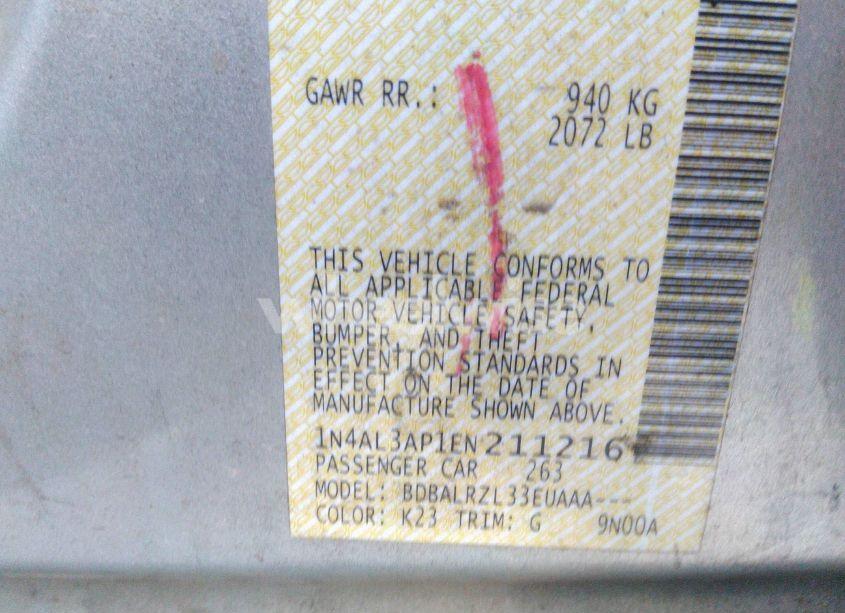 GAWR RR.: 940 KG
2072 LB
THIS VEHICLE CONFORMS TO
ALL APPLICABLE FEDERAL
MOTOR VEHICLE SAFETY,
BUMPER, AND THEFT
PREVENTION STANDARDS IN
EFFECT ON THE DATE OF
MANUFACTURE SHOWN ABOVE.
1N4AL3AP1EN211216
PASSENGER CAR 263
MODEL: BDBALRZL33EUAAA---
COLOR: K23 TRIM: G 9N00A